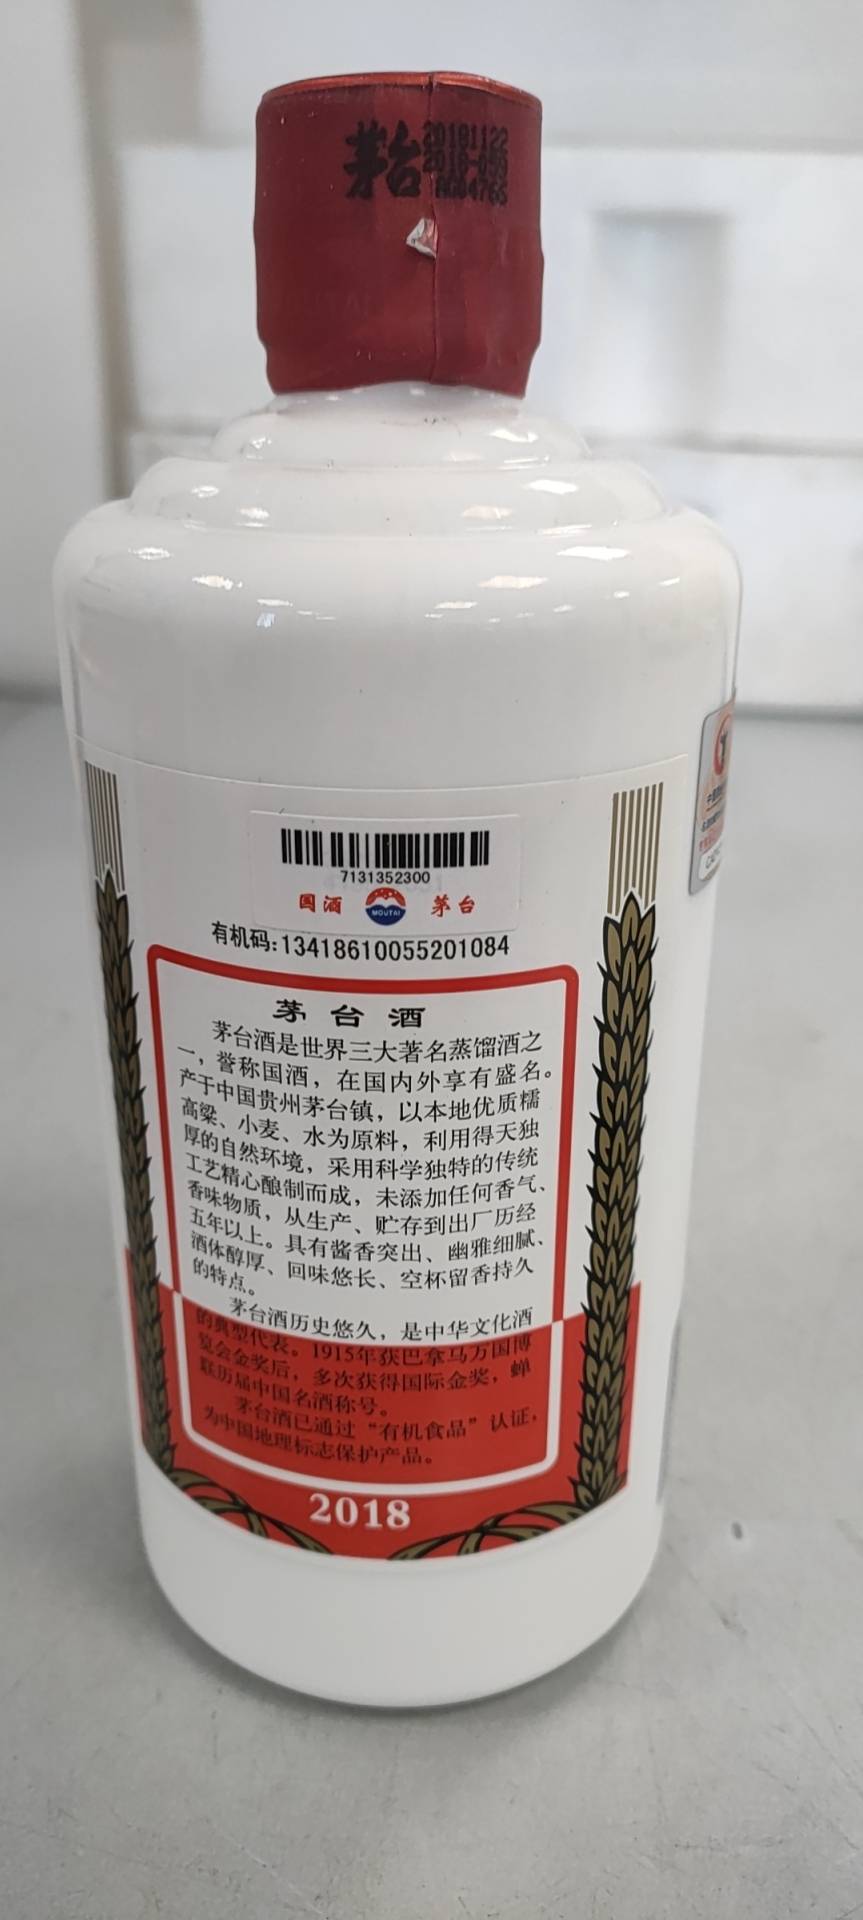 茅台
20181122
7131352300
国酒
MOUTAI
茅台
有机码:13418610055201084
茅台酒
茅台酒是世界三大著名蒸馏酒之
一，誉称国酒，在国内外享有盛名。
产于中国贵州茅台镇，以本地优质糯
高粱、小麦、水为原料，利用得天独
厚的自然环境，采用科学独特的传统
工艺精心酿制而成，未添加任何香气、
香味物质，从生产、贮存到出厂历经
五年以上。具有酱香突出、幽雅细腻、
酒体醇厚、回味悠长、空杯留香持久
的特点。
茅台酒历史悠久，是中华文化酒
的典型代表。1915年获巴拿马万国博
览会金奖后，多次获得国际金奖，蝉
联历届中国名酒称号。
茅台酒已通过“有机食品”认证，
为中国地理标志保护产品。
2018